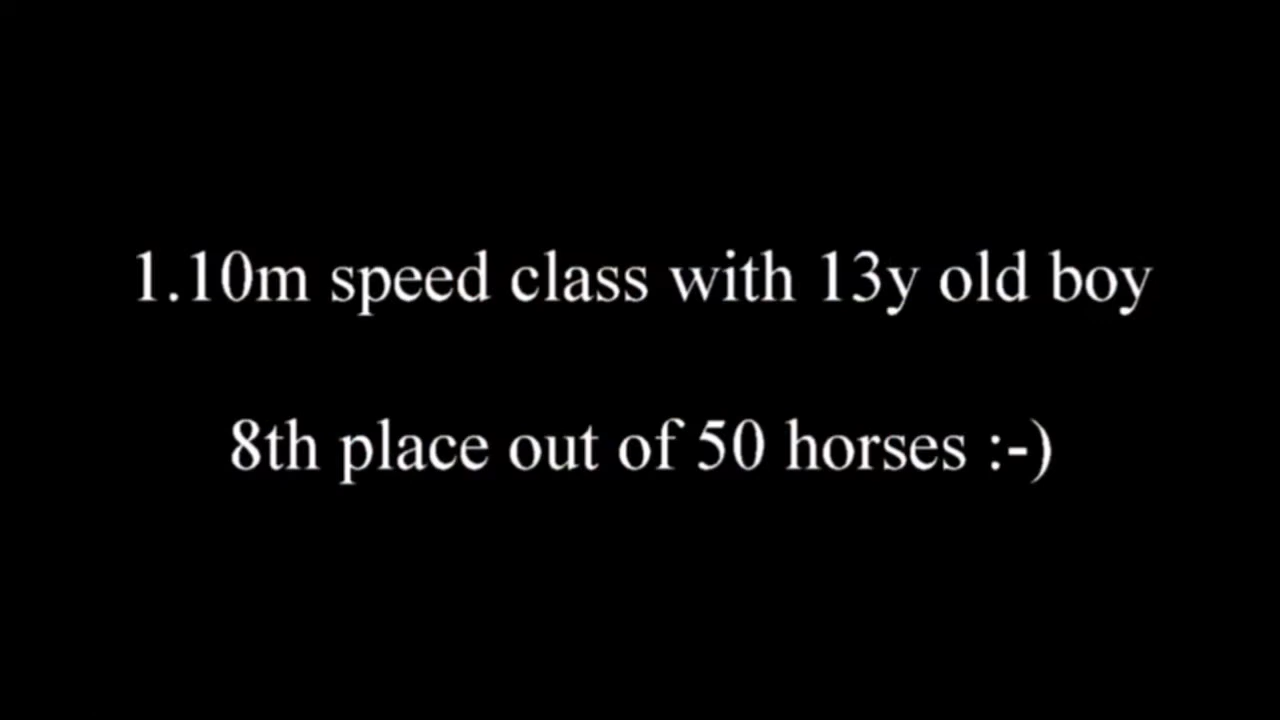 1.10m speed class with 13y old boy
8th place out of 50 horses :-)